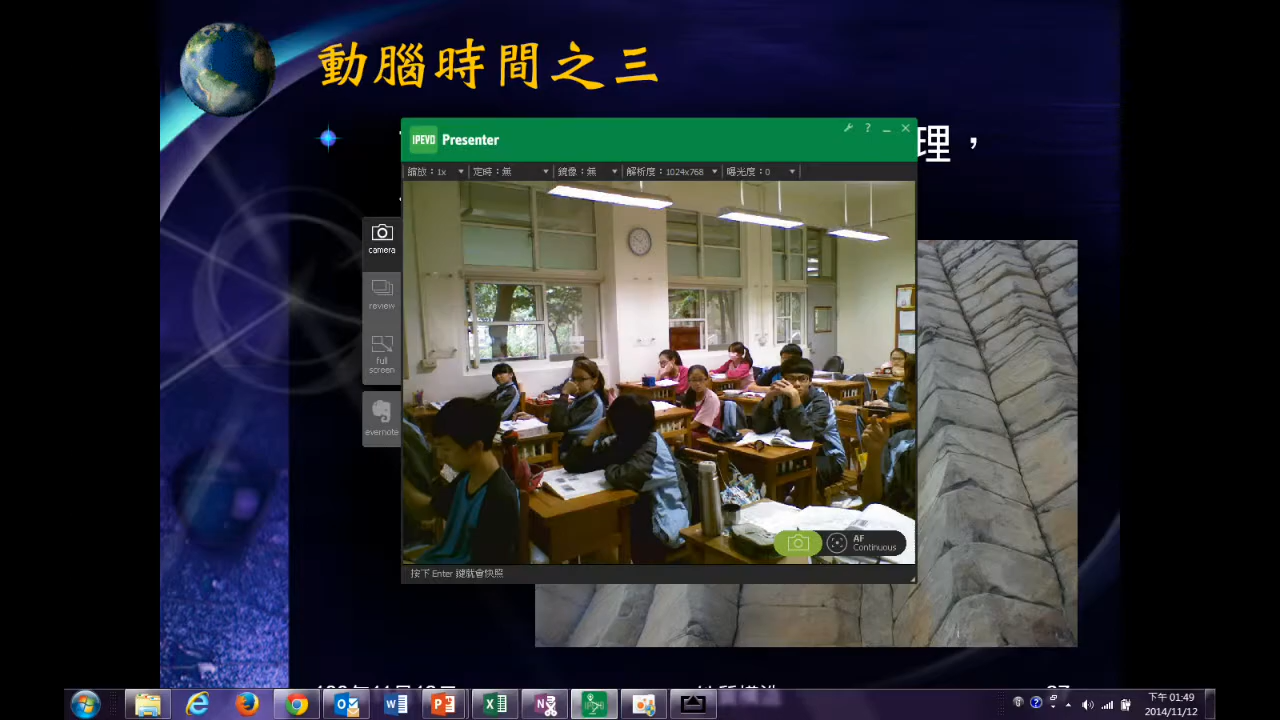 動腦時間之三
理，
IPEVO Presenter
?
縮放：1x 定時：無 鏡像：無 解析度：1024x768 曝光度：0
camera
review
full
screen
evernote
AF
Continuous
按下 Enter 鍵就會快照
下午 01:49
2014/11/12